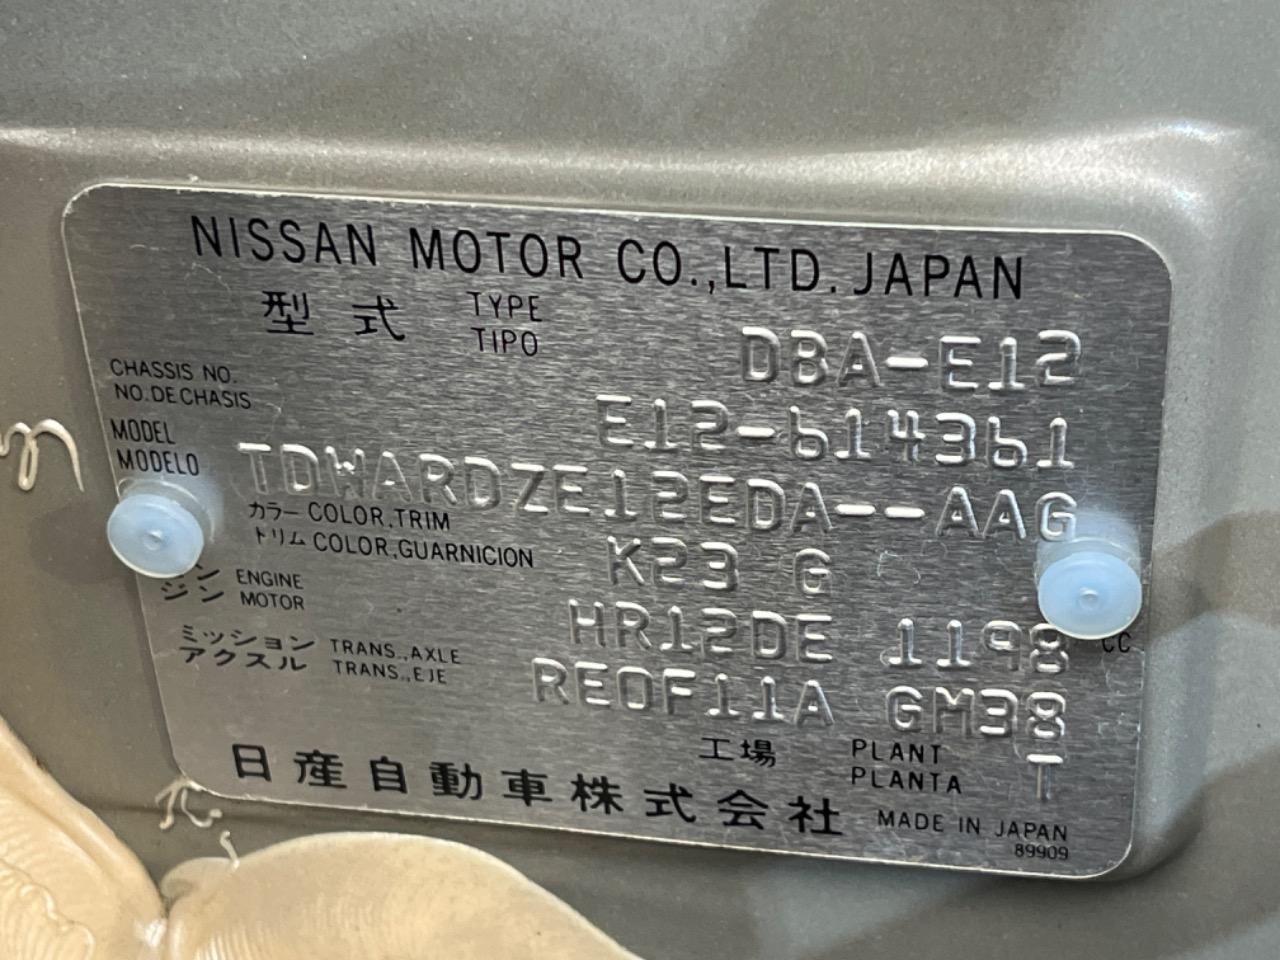 NISSAN MOTOR CO.,LTD. JAPAN
型式 TYPE
TIPO
DBA-E12
CHASSIS NO.
NO.DE CHASIS
E12-614361
MODEL
MODELO
TDWARDZE12EDA--AAG
カラー COLOR,TRIM
トリム COLOR,GUARNICION
K23 G
ン ENGINE
ジン MOTOR
HR12DE 1198 CC
ミッション TRANS.,AXLE
アクスル TRANS.,EJE
RE0F11A GM38
工場 PLANT
PLANTA
T
日産自動車株式会社
MADE IN JAPAN
89909